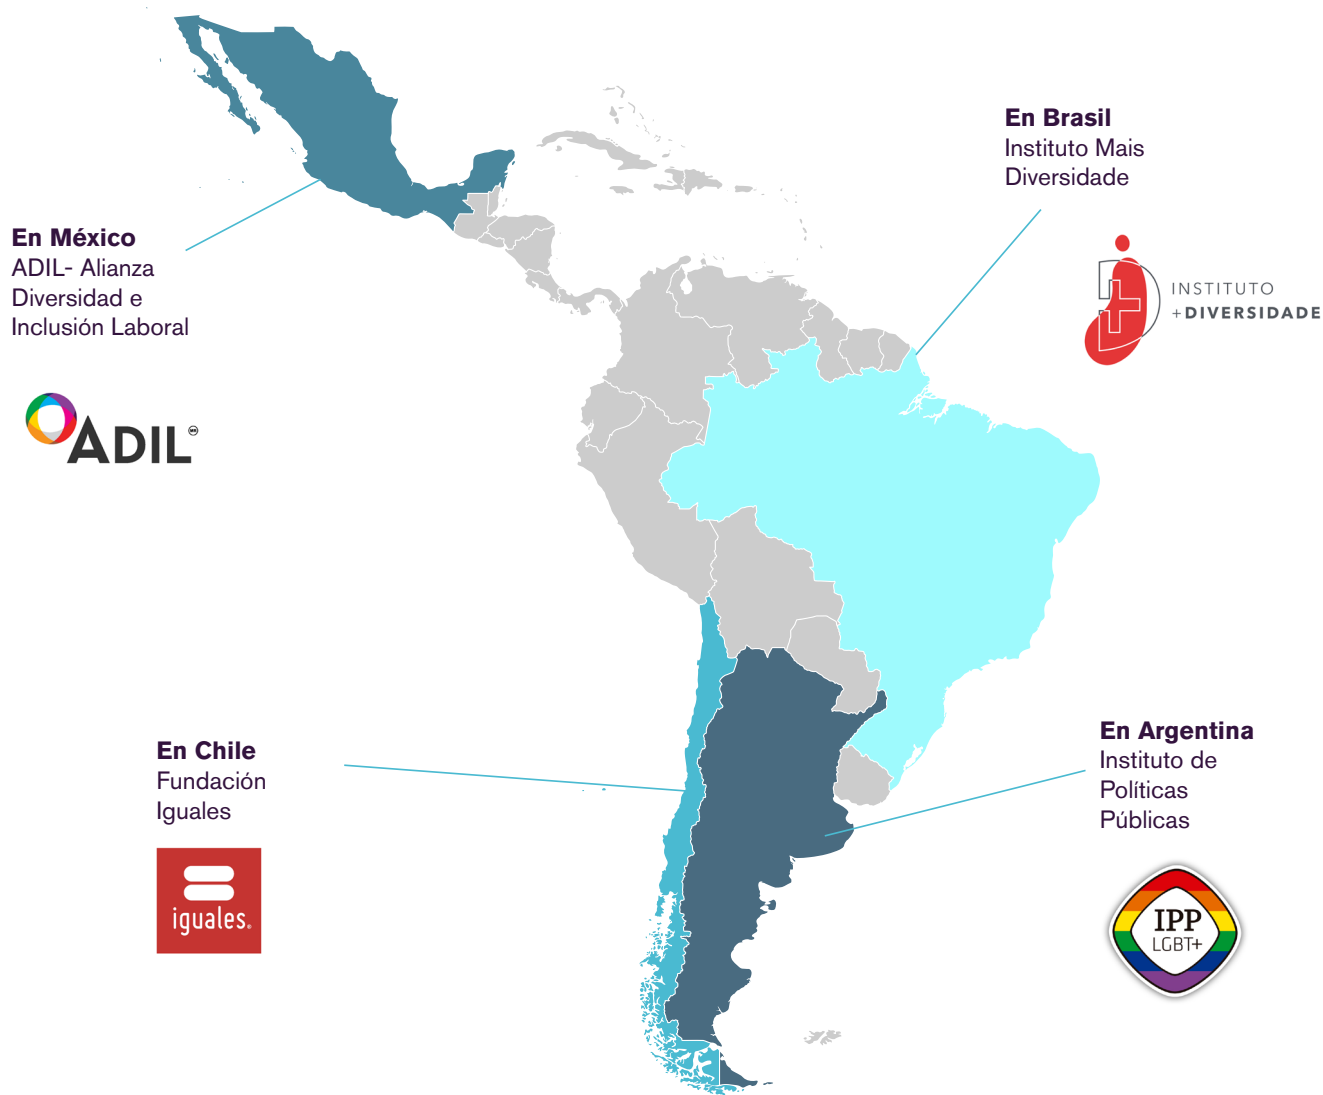 En Brasil
Instituto Mais
Diversidade
INSTITUTO
+DIVERSIDADE
En México
ADIL- Alianza
Diversidad e
Inclusión Laboral
ADIL
En Chile
Fundación
Iguales
iguales.
En Argentina
Instituto de
Políticas
Públicas
IPP
LGBT+